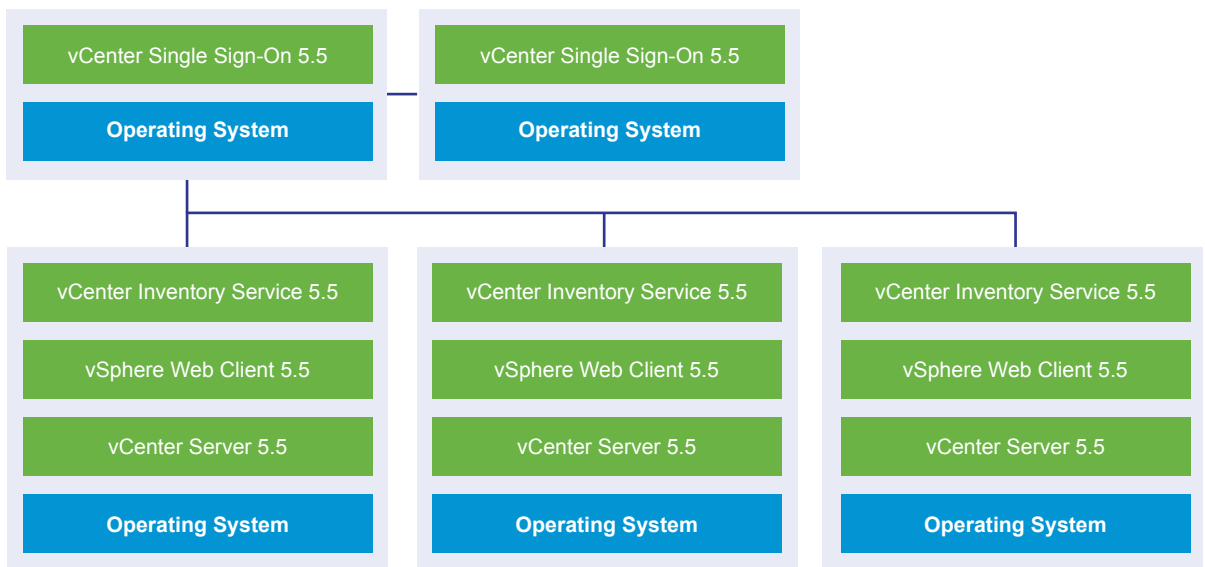 vCenter Single Sign-On 5.5
Operating System
vCenter Single Sign-On 5.5
Operating System
vCenter Inventory Service 5.5
vSphere Web Client 5.5
vCenter Server 5.5
Operating System
vCenter Inventory Service 5.5
vSphere Web Client 5.5
vCenter Server 5.5
Operating System
vCenter Inventory Service 5.5
vSphere Web Client 5.5
vCenter Server 5.5
Operating System